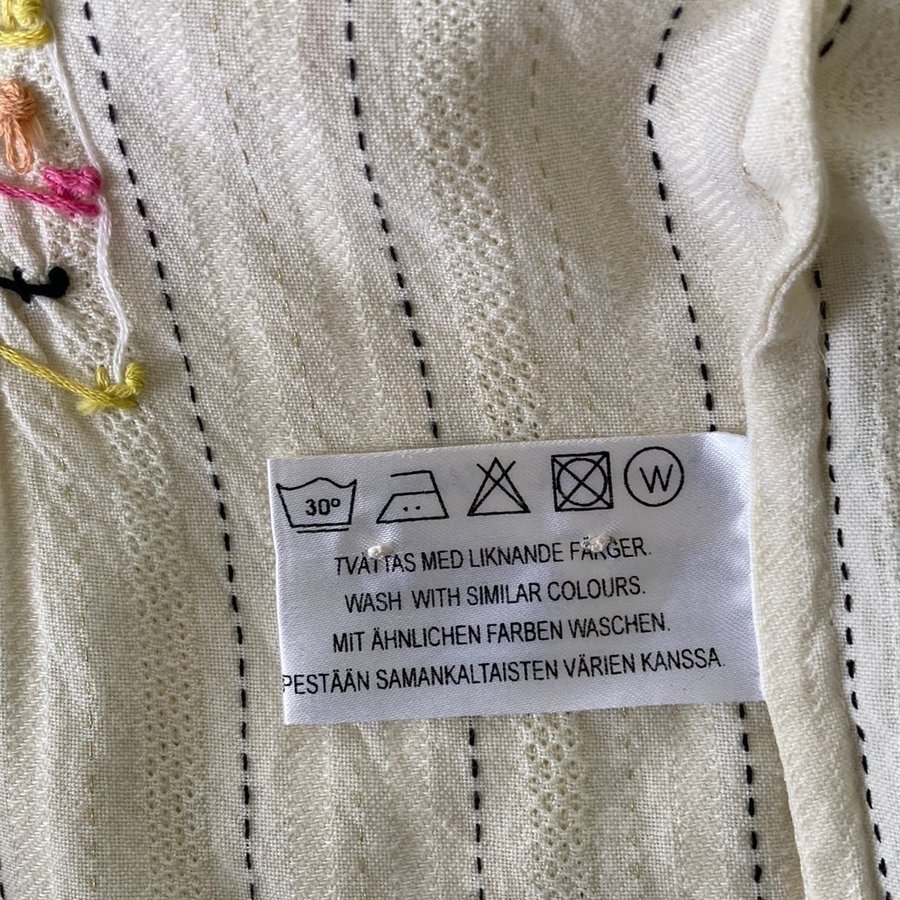 30°
W
TVÄTTAS MED LIKNANDE FÄRGER.
WASH WITH SIMILAR COLOURS.
MIT ÄHNLICHEN FARBEN WASCHEN.
PESTÄÄN SAMANKALTAISTEN VÄRIEN KANSSA.